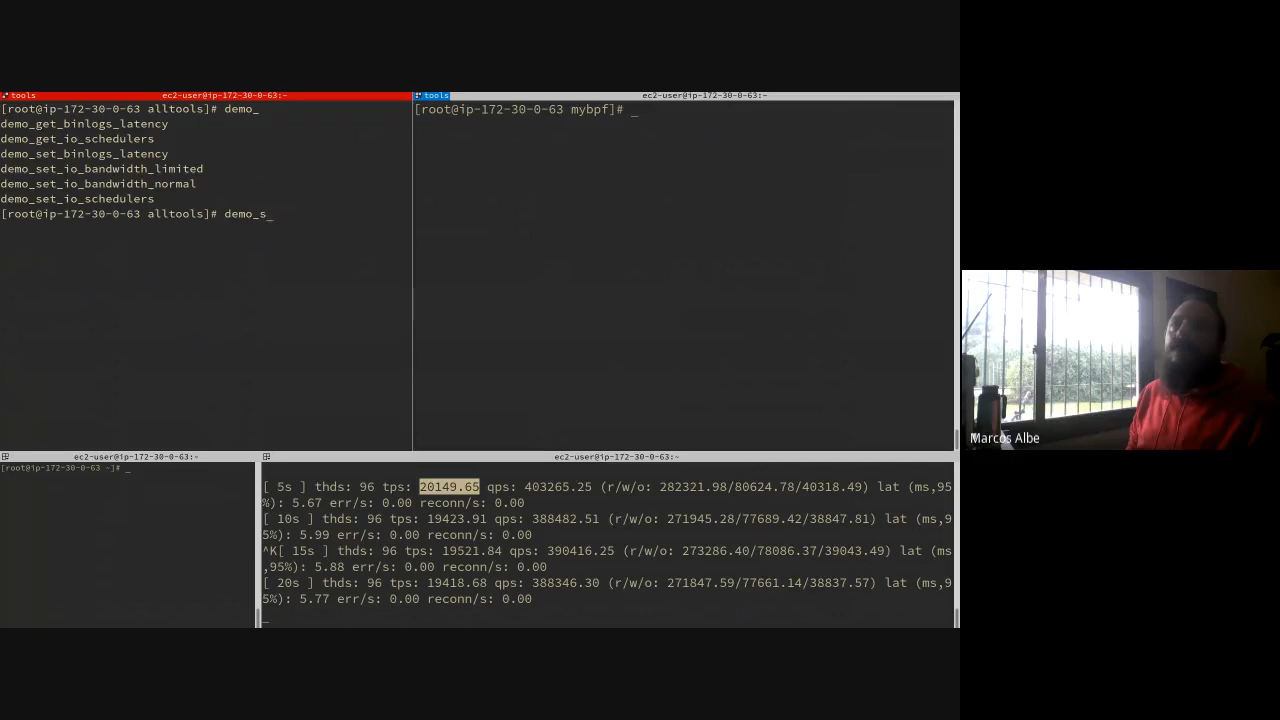 tools
ec2-user@ip-172-30-0-63:~
[root@ip-172-30-0-63 alltools]# demo_
demo_get_binlogs_latency
demo_get_io_schedulers
demo_set_binlogs_latency
demo_set_io_bandwidth_limited
demo_set_io_bandwidth_normal
demo_set_io_schedulers
[root@ip-172-30-0-63 alltools]# demo_s_
tools
ec2-user@ip-172-30-0-63:~
[root@ip-172-30-0-63 mybpf]# _
Marcos Albe
ec2-user@ip-172-30-0-63:~
[root@ip-172-30-0-63 ~]# _
ec2-user@ip-172-30-0-63:~
[ 5s ] thds: 96 tps: 20149.65 qps: 403265.25 (r/w/o: 282321.98/80624.78/40318.49) lat (ms,95
%): 5.67 err/s: 0.00 reconn/s: 0.00
[ 10s ] thds: 96 tps: 19423.91 qps: 388482.51 (r/w/o: 271945.28/77689.42/38847.81) lat (ms,9
5%): 5.99 err/s: 0.00 reconn/s: 0.00
^K[ 15s ] thds: 96 tps: 19521.84 qps: 390416.25 (r/w/o: 273286.40/78086.37/39043.49) lat (ms
,95%): 5.88 err/s: 0.00 reconn/s: 0.00
[ 20s ] thds: 96 tps: 19418.68 qps: 388346.30 (r/w/o: 271847.59/77661.14/38837.57) lat (ms,9
5%): 5.77 err/s: 0.00 reconn/s: 0.00
_